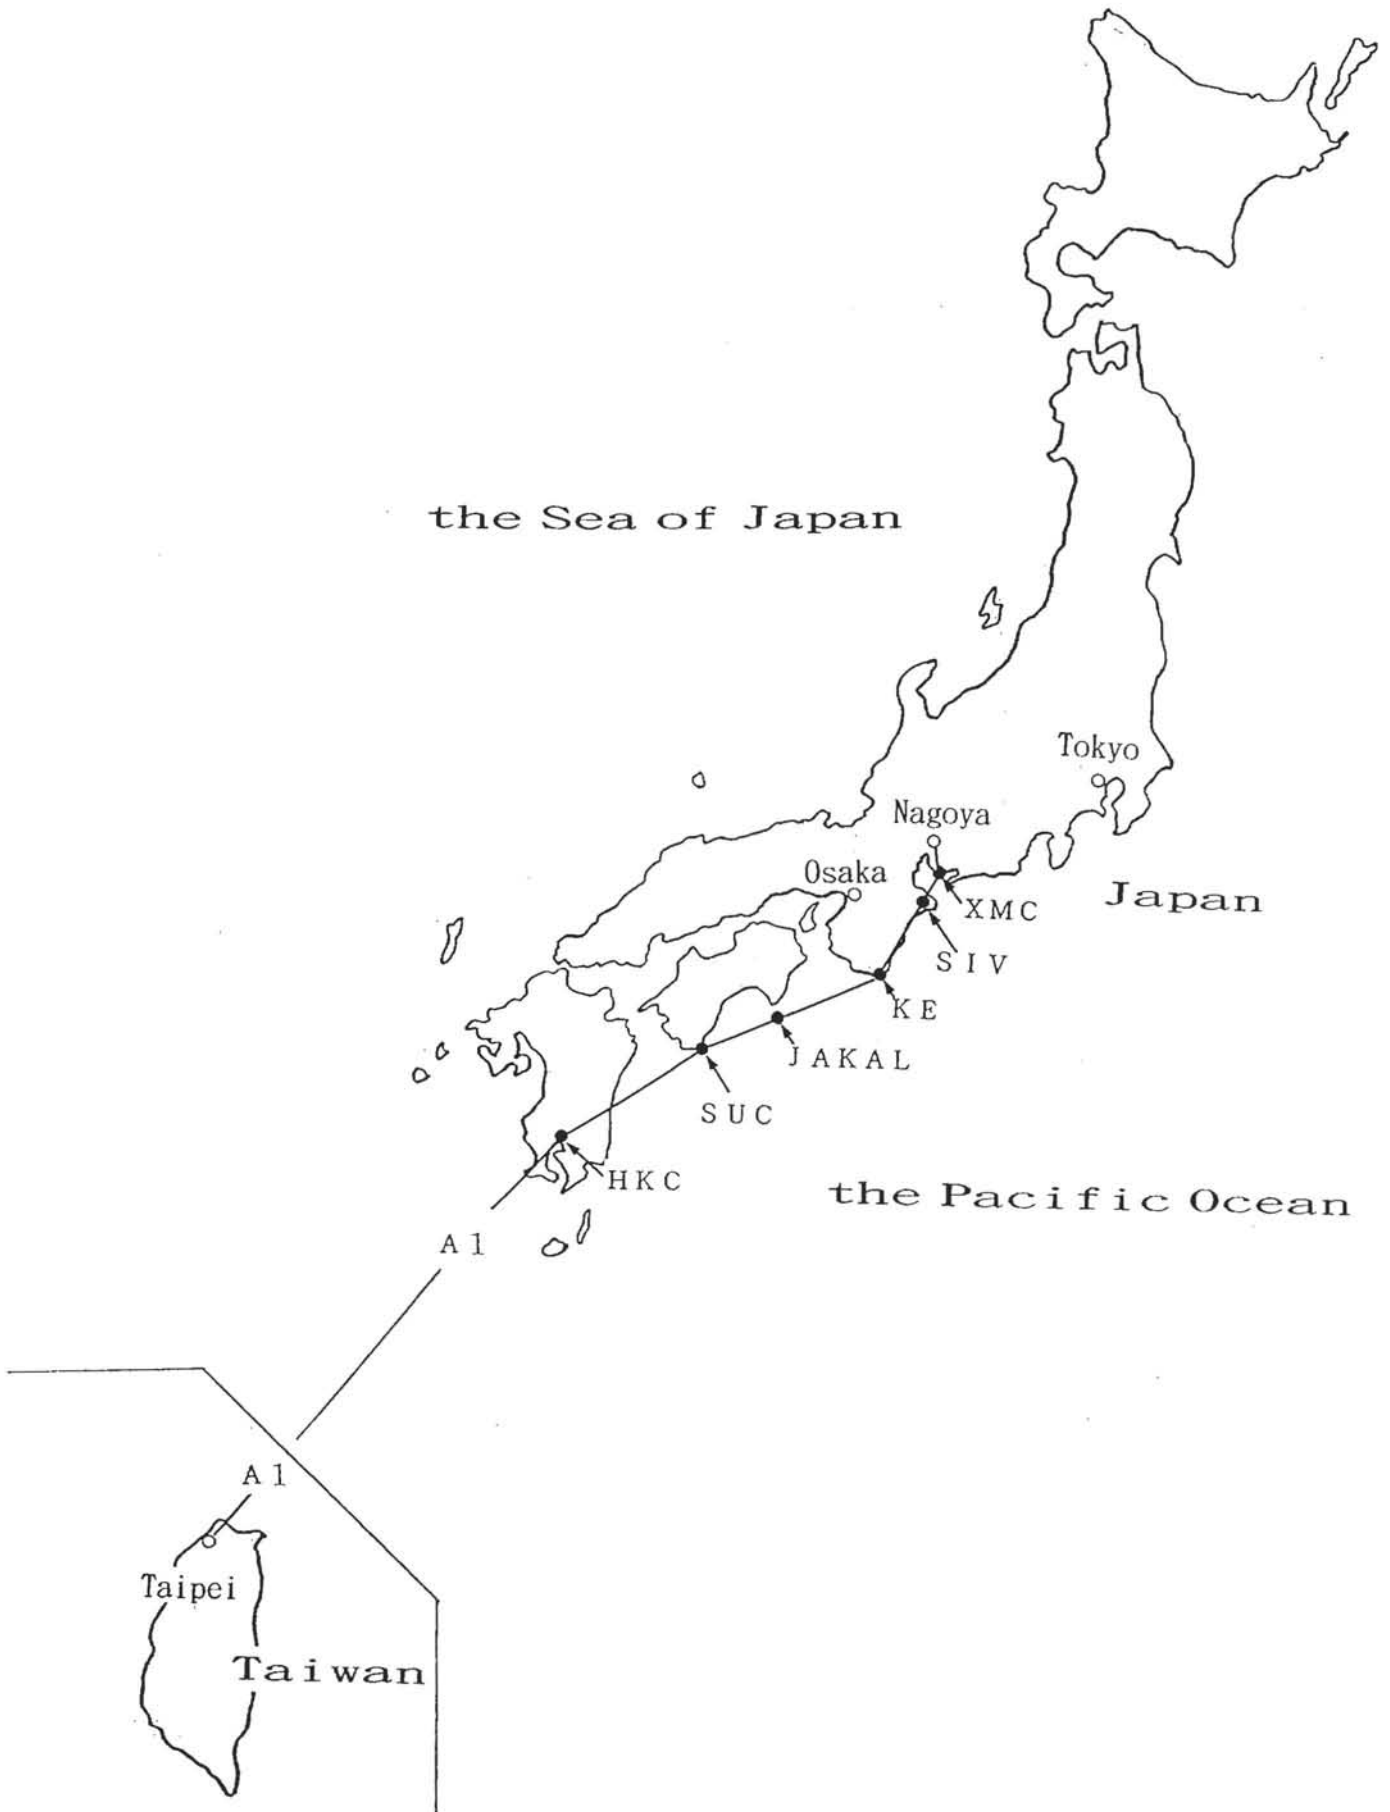 the Sea of Japan
Tokyo
Nagoya
Osaka
Japan
XMC
SIV
KE
JAKAL
SUC
HKC
the Pacific Ocean
A1
A1
Taipei
Taiwan